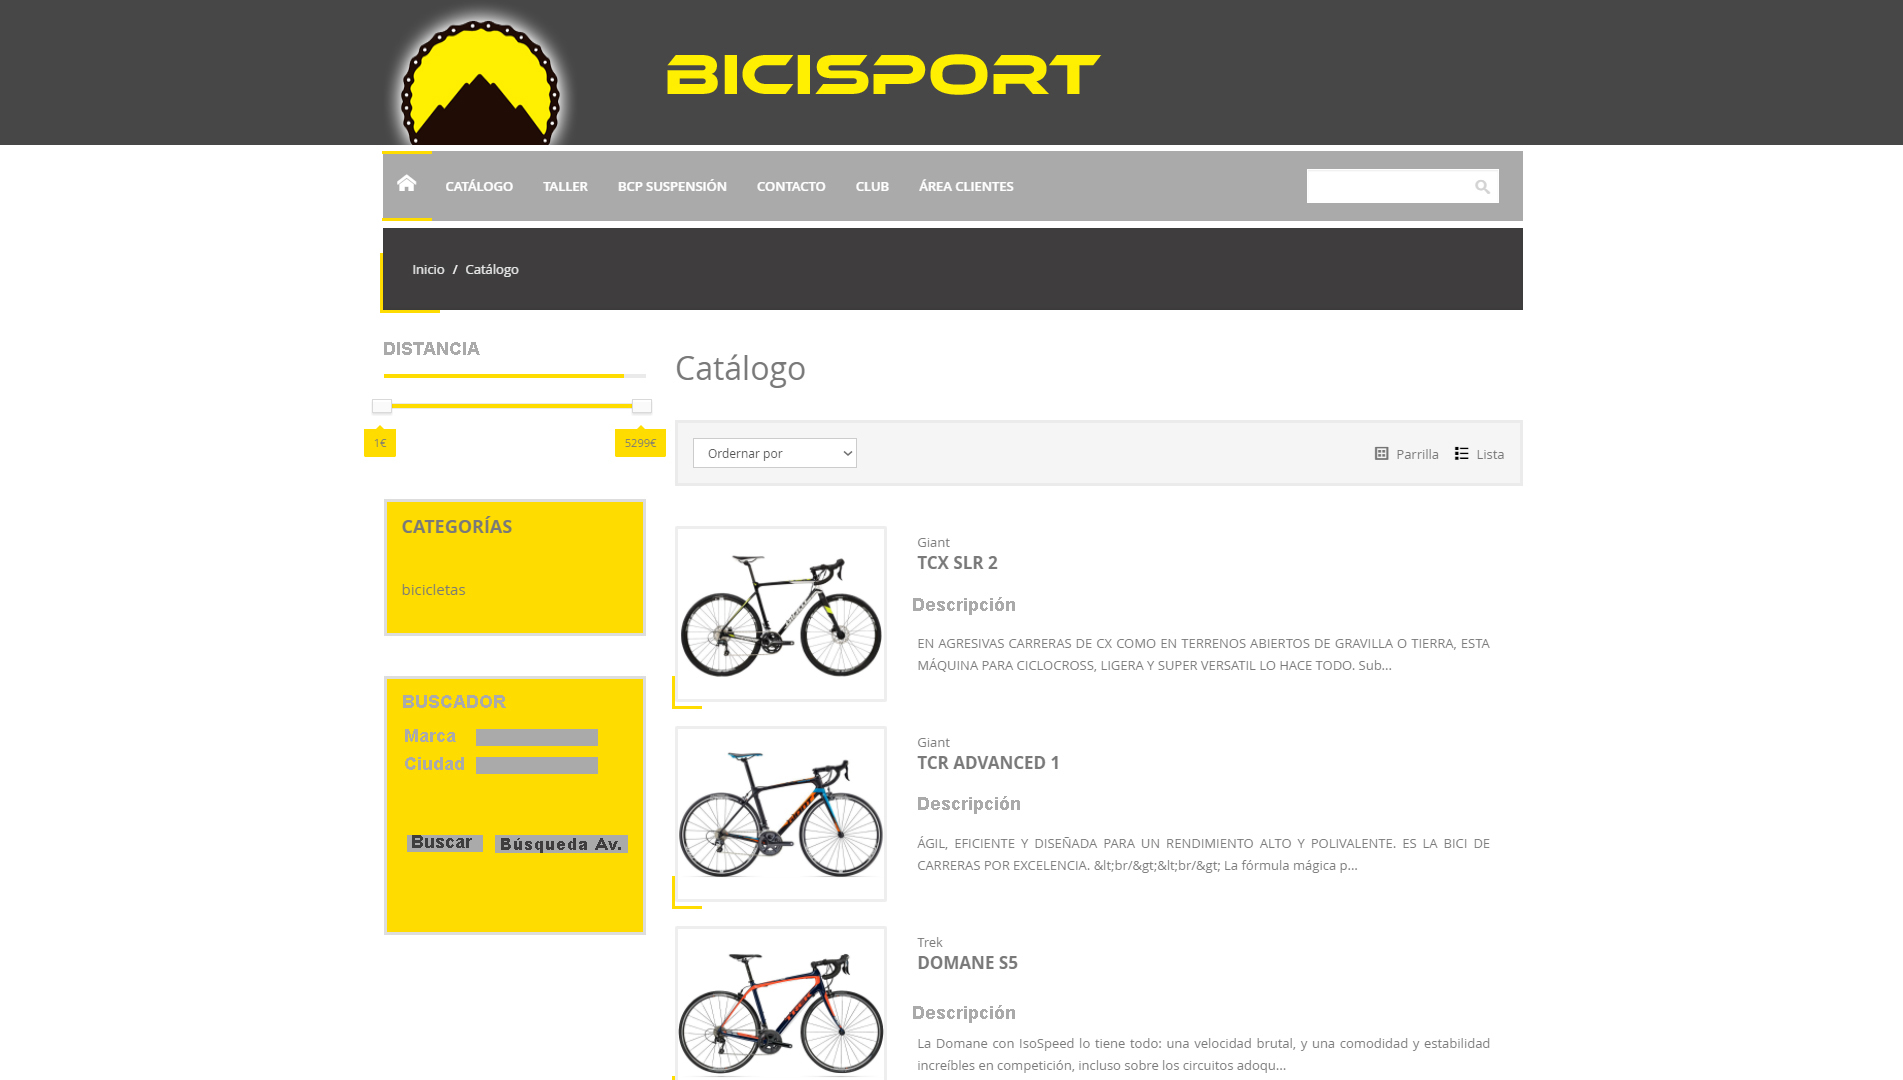 BICISPORT
CATÁLOGO TALLER BCP SUSPENSIÓN CONTACTO CLUB ÁREA CLIENTES
Inicio / Catálogo
DISTANCIA
1€ 5299€
CATEGORÍAS
bicicletas
BUSCADOR
Marca
Ciudad
Buscar Búsqueda Av.
Catálogo
Ordernar por Parrilla Lista
Giant
TCX SLR 2
Descripción
EN AGRESIVAS CARRERAS DE CX COMO EN TERRENOS ABIERTOS DE GRAVILLA O TIERRA, ESTA
MÁQUINA PARA CICLOCROSS, LIGERA Y SUPER VERSATIL LO HACE TODO. Sub...
Giant
TCR ADVANCED 1
Descripción
ÁGIL, EFICIENTE Y DISEÑADA PARA UN RENDIMIENTO ALTO Y POLIVALENTE. ES LA BICI DE
CARRERAS POR EXCELENCIA. &lt;br/&gt;&lt;br/&gt; La fórmula mágica p...
Trek
DOMANE S5
Descripción
La Domane con IsoSpeed lo tiene todo: una velocidad brutal, y una comodidad y estabilidad
increíbles en competición, incluso sobre los circuitos adoqu...